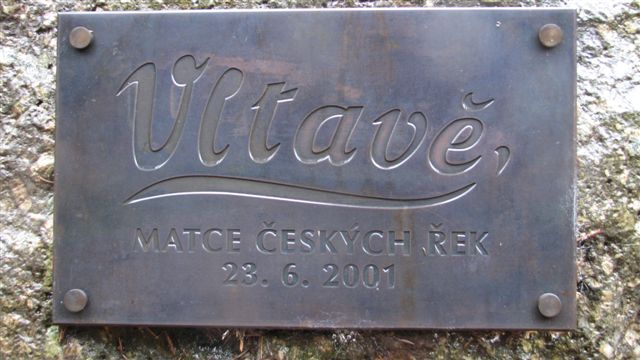 Vltavě,
MATCE ČESKÝCH ŘEK
23. 6. 2001